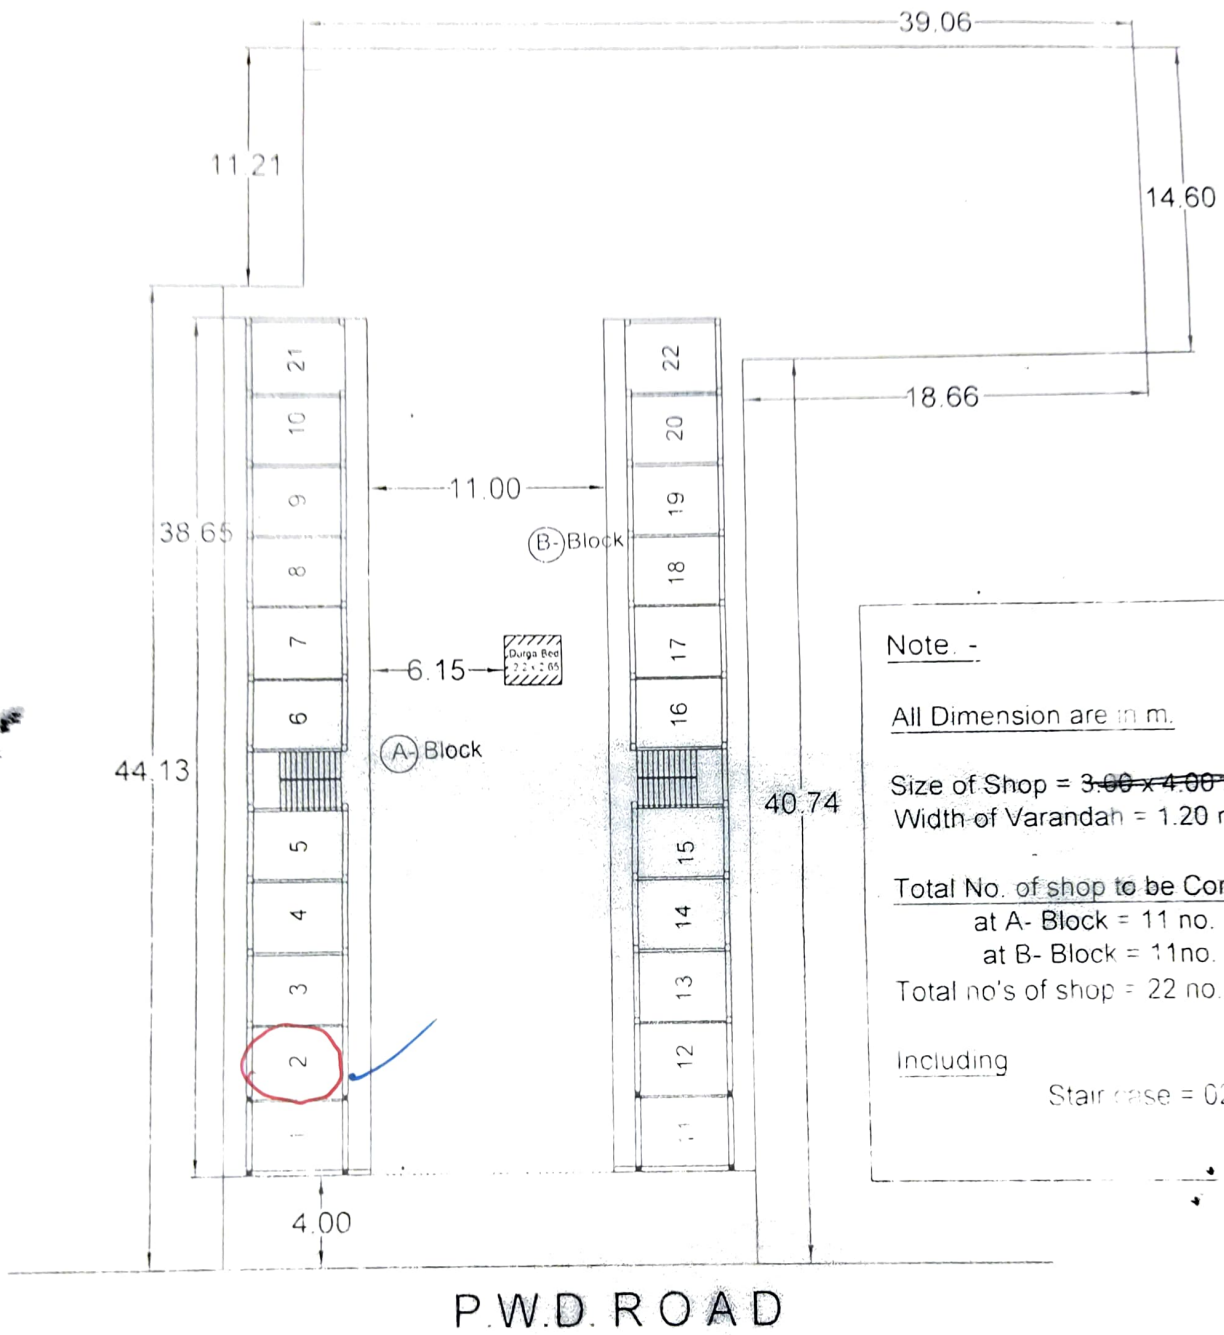 39.06
11.21
14.60
21
22
18.66
10
20
11.00
9
19
38.65
B- Block
8
18
7
17
Durga Bed
6.15
6
16
A- Block
44.13
40.74
5
15
4
14
3
13
2
12
1
4.00
Note. -
All Dimension are in m.
Size of Shop = 3.00 x 4.00
Width of Varandah = 1.20
Total No. of shop to be
at A- Block = 11 no.
at B- Block = 11no.
Total no's of shop = 22 no.
Including
Stair case = 02
P.W.D. ROAD